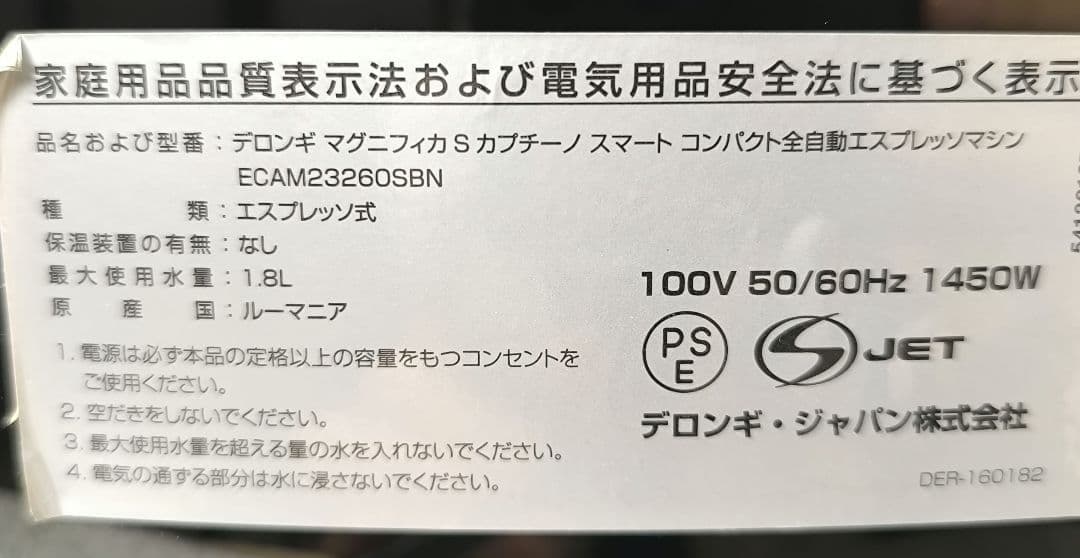 家庭用品品質表示法および電気用品安全法に基づく表示
品名および型番：デロンギ マグニフィカ S カプチーノ スマート コンパクト全自動エスプレッソマシン
ECAM23260SBN
種類：エスプレッソ式
保温装置の有無：なし
最大使用水量：1.8L
原産国：ルーマニア
1. 電源は必ず本品の定格以上の容量をもつコンセントを
ご使用ください。
2. 空だきをしないでください。
3. 最大使用水量を超える量の水を入れないでください。
4. 電気の通ずる部分は水に浸さないでください。
100V 50/60Hz 1450W
PSE
S JET
デロンギ・ジャパン株式会社
DER-160182